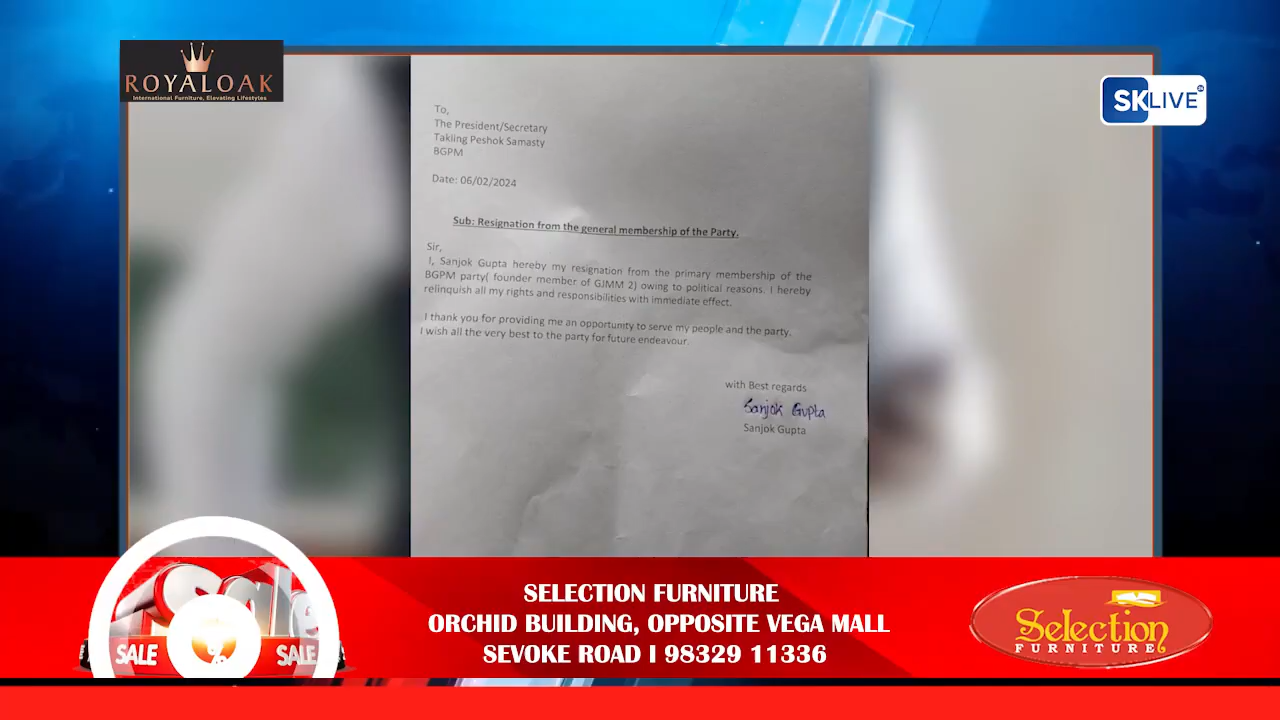 ROYALOAK
International Furniture, Elevating Lifestyles
SKLIVE 24
To,
The President/Secretary
Takling Peshok Samasty
BGPM
Date: 06/02/2024
Sub: Resignation from the general membership of the Party.
Sir,
I, Sanjok Gupta hereby my resignation from the primary membership of the
BGPM party( founder member of GJMM 2) owing to political reasons. I hereby
relinquish all my rights and responsibilities with immediate effect.
I thank you for providing me an opportunity to serve my people and the party.
I wish all the very best to the party for future endeavour.
with Best regards
Sanjok Gupta
Sanjok Gupta
Sale
SALE
%
SALE
SELECTION FURNITURE
ORCHID BUILDING, OPPOSITE VEGA MALL
SEVOKE ROAD I 98329 11336
Selection
FURNITURE